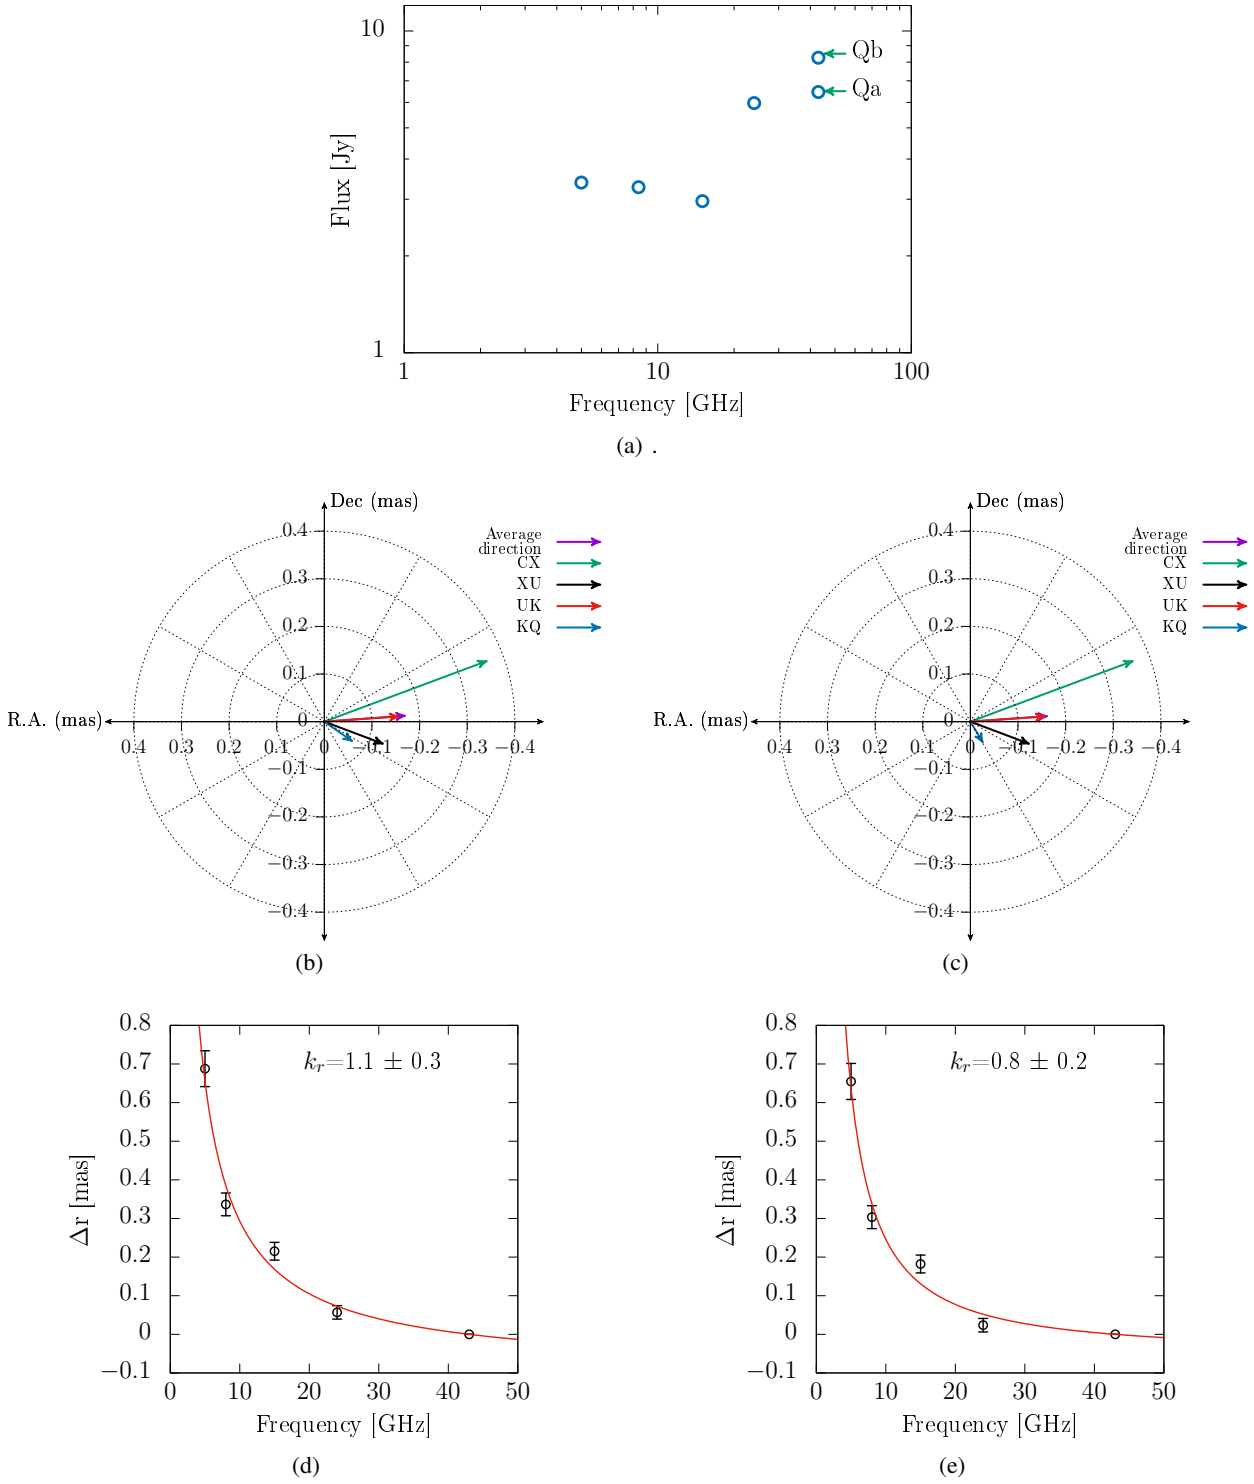 10
Qb
Qa
Flux [Jy]
1
1 10 100
Frequency [GHz]
(a) .
Dec (mas)
0.4
0.3
0.2
0.1
0
−0.1
−0.2
−0.3
−0.4
R.A. (mas)
0.4 0.3 0.2 0.1 0 −0.1 −0.2 −0.3 −0.4
Average
direction
CX
XU
UK
KQ
(b)
Dec (mas)
0.4
0.3
0.2
0.1
0
−0.1
−0.2
−0.3
−0.4
R.A. (mas)
0.4 0.3 0.2 0.1 0 −0.1 −0.2 −0.3 −0.4
Average
direction
CX
XU
UK
KQ
(c)
0.8
0.7
0.6
0.5
0.4
0.3
0.2
0.1
0
−0.1
Δr [mas]
k_r=1.1 ± 0.3
0 10 20 30 40 50
Frequency [GHz]
(d)
0.8
0.7
0.6
0.5
0.4
0.3
0.2
0.1
0
−0.1
Δr [mas]
k_r=0.8 ± 0.2
0 10 20 30 40 50
Frequency [GHz]
(e)